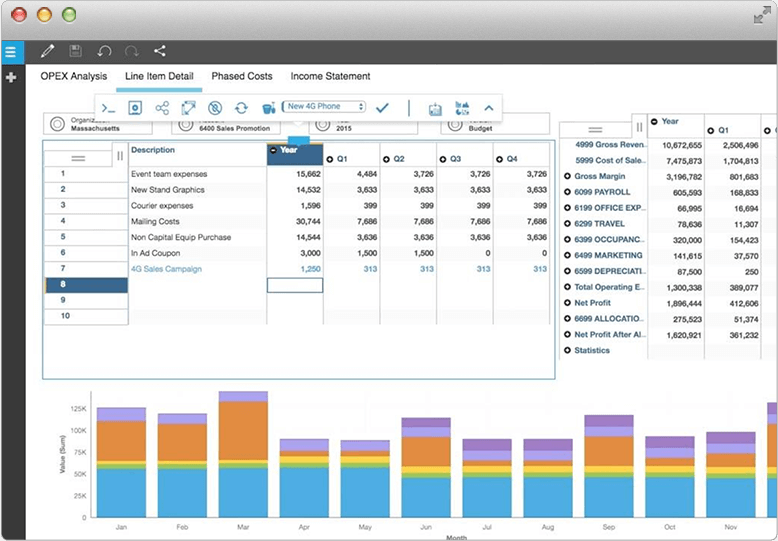 OPEX Analysis Line Item Detail Phased Costs Income Statement
New 4G Phone
Massachusetts 6400 Sales Promotion 2015 Budget
Description Year Q1 Q2 Q3 Q4
1 Event team expenses 15,662 4,484 3,726 3,726 3,726
2 New Stand Graphics 14,532 3,633 3,633 3,633 3,633
3 Courier expenses 1,596 399 399 399 399
4 Mailing Costs 30,744 7,686 7,686 7,686 7,686
5 Non Capital Equip Purchase 14,544 3,636 3,636 3,636 3,636
6 In Ad Coupon 3,000 1,500 1,500 0 0
7 4G Sales Campaign 1,250 313 313 313 313
8
9
10
Year Q1
4999 Gross Reven.. 10,672,655 2,506,496
5999 Cost of Sale.. 7,475,873 1,704,813
Gross Margin 3,196,782 801,683
6099 PAYROLL 605,593 168,833
6199 OFFICE EXP.. 66,995 16,694
6299 TRAVEL 78,636 11,307
6399 OCCUPANC.. 320,000 154,423
6499 MARKETING 141,615 37,570
6599 DEPRECIATI.. 87,500 250
Total Operating E.. 1,300,338 389,077
Net Profit 1,896,444 412,606
6699 ALLOCATIO.. 275,523 51,374
Net Profit After Al.. 1,620,921 361,232
Statistics
Value (Sum)
125K
100K
75K
50K
25K
0
Jan Feb Mar Apr May Jun Jul Aug Sep Oct Nov
Month